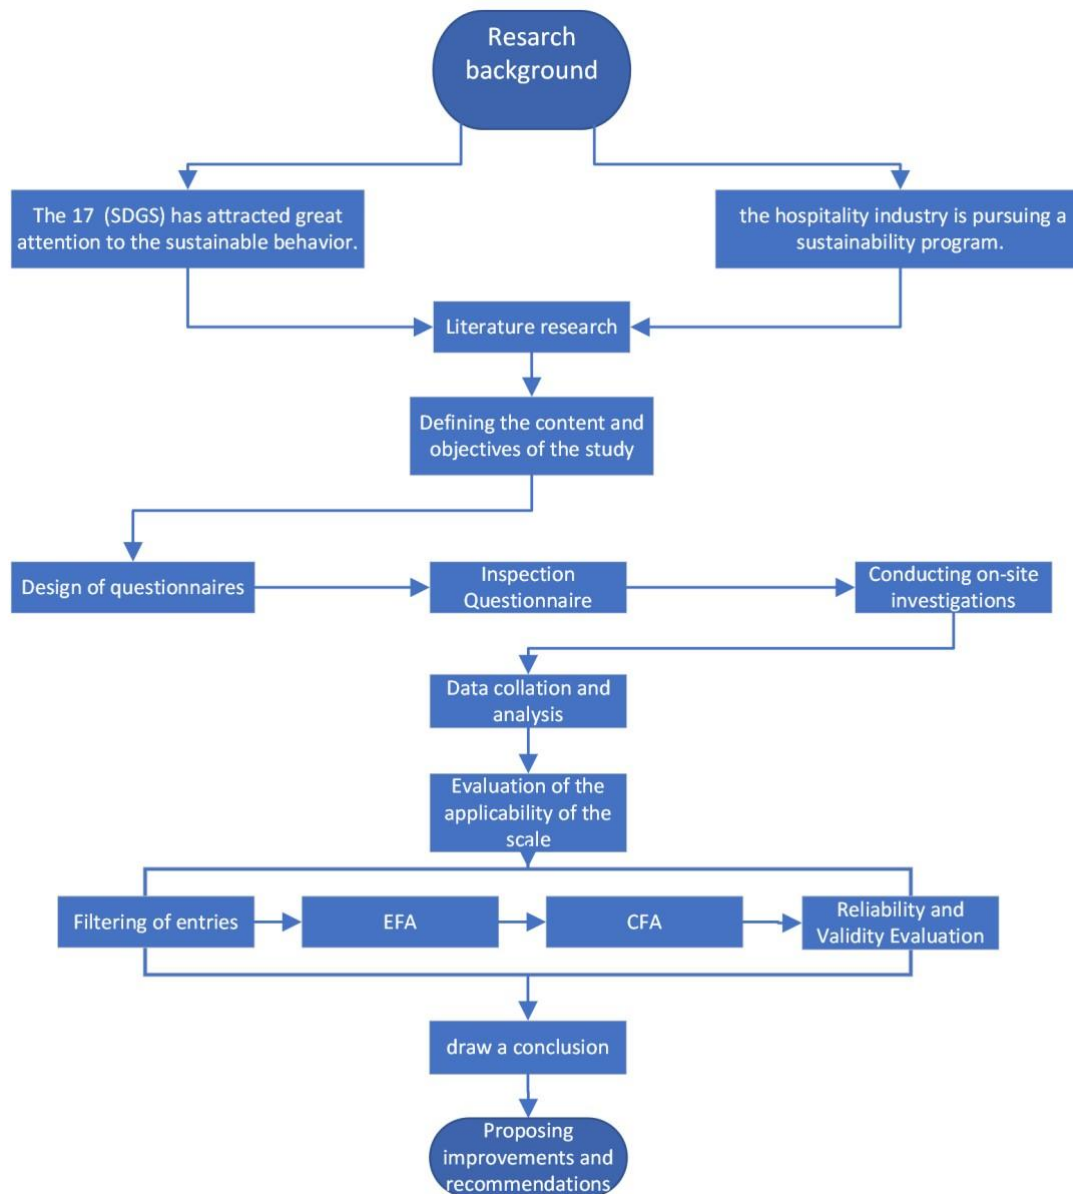 Resarch
background
The 17 (SDGS) has attracted great
attention to the sustainable behavior.
the hospitality industry is pursuing a
sustainability program.
Literature research
Defining the content and
objectives of the study
Design of questionnaires
Inspection
Questionnaire
Conducting on-site
investigations
Data collation and
analysis
Evaluation of the
applicability of the
scale
Filtering of entries
EFA
CFA
Reliability and
Validity Evaluation
draw a conclusion
Proposing
improvements and
recommendations